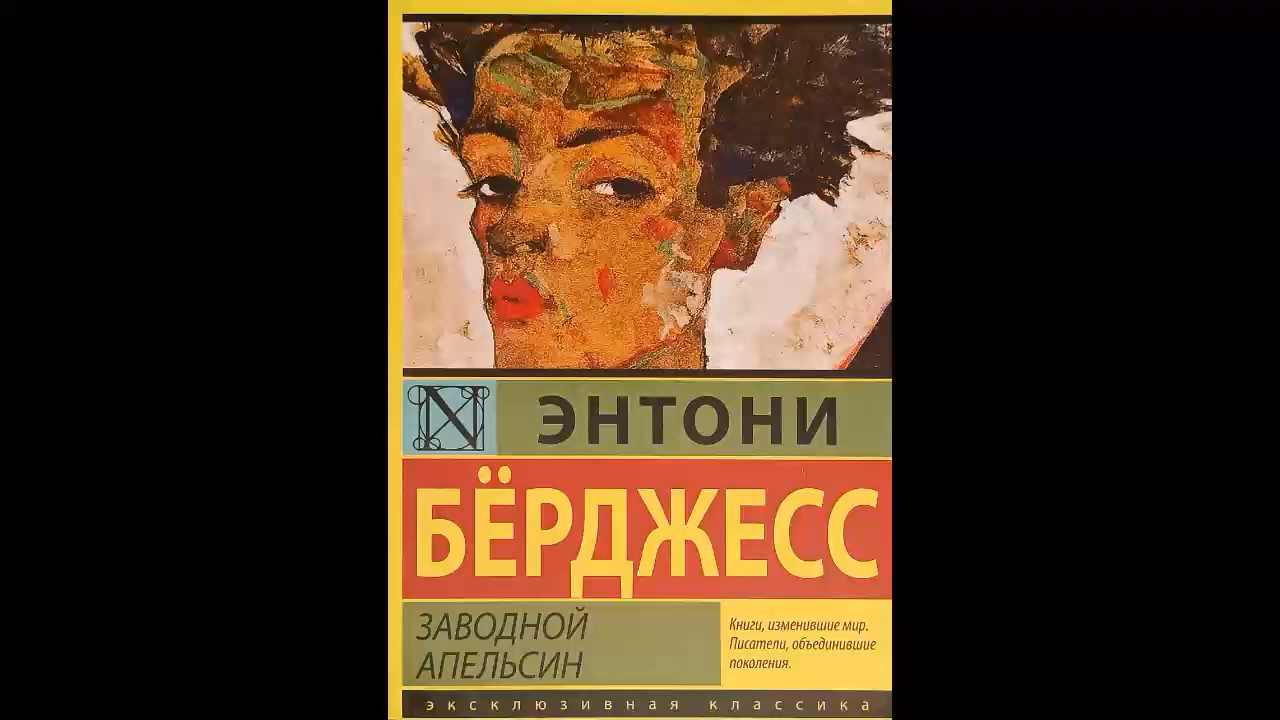 N
ЭНТОНИ
БЁРДЖЕСС
ЗАВОДНОЙ
АПЕЛЬСИН
Книги, изменившие мир.
Писатели, объединившие
поколения.
эксклюзивная классика